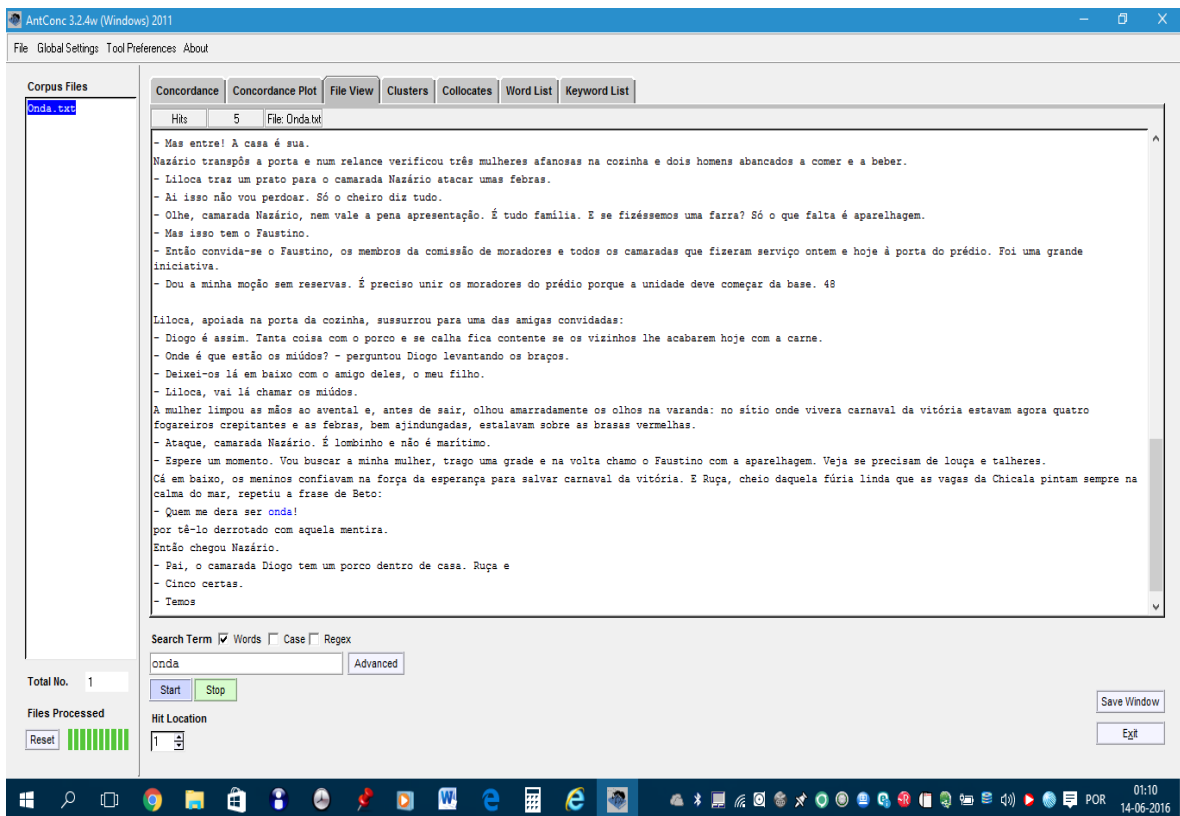 AntConc 3.2.4w (Windows) 2011
File Global Settings Tool Preferences About
Corpus Files
Onda.txt
Concordance Concordance Plot File View Clusters Collocates Word List Keyword List
Hits 5 File: Onda.txt
- Mas entre! A casa é sua.
Nazário transpôs a porta e num relance verificou três mulheres afanosas na cozinha e dois homens abancados a comer e a beber.
- Liloca traz um prato para o camarada Nazário atacar umas febras.
- Ai isso não vou perdoar. Só o cheiro diz tudo.
- Olhe, camarada Nazário, nem vale a pena apresentação. É tudo família. E se fizéssemos uma farra? Só o que falta é aparelhagem.
- Mas isso tem o Faustino.
- Então convida-se o Faustino, os membros da comissão de moradores e todos os camaradas que fizeram serviço ontem e hoje à porta do prédio. Foi uma grande
iniciativa.
- Dou a minha moção sem reservas. É preciso unir os moradores do prédio porque a unidade deve começar da base. 48
Liloca, apoiada na porta da cozinha, sussurrou para uma das amigas convidadas:
- Diogo é assim. Tanta coisa com o porco e se calha fica contente se os vizinhos lhe acabarem hoje com a carne.
- Onde é que estão os miúdos? - perguntou Diogo levantando os braços.
- Deixei-os lá em baixo com o amigo deles, o meu filho.
- Liloca, vai lá chamar os miúdos.
A mulher limpou as mãos ao avental e, antes de sair, olhou amarradamente os olhos na varanda: no sítio onde vivera carnaval da vitória estavam agora quatro
fogareiros crepitantes e as febras, bem ajindungadas, estalavam sobre as brasas vermelhas.
- Ataque, camarada Nazário. É lombinho e não é marítimo.
- Espere um momento. Vou buscar a minha mulher, trago uma grade e na volta chamo o Faustino com a aparelhagem. Veja se precisam de louça e talheres.
Cá em baixo, os meninos confiavam na força da esperança para salvar carnaval da vitória. E Ruça, cheio daquela fúria linda que as vagas da Chicala pintam sempre na
calma do mar, repetiu a frase de Beto:
- Quem me dera ser onda!
por tê-lo derrotado com aquela mentira.
Então chegou Nazário.
- Pai, o camarada Diogo tem um porco dentro de casa. Ruça e
- Cinco certas.
- Temos
Search Term Words Case Regex
onda Advanced
Total No. 1
Start Stop
Save Window
Files Processed
Hit Location
Reset 1 Exit
POR 01:10
14-06-2016